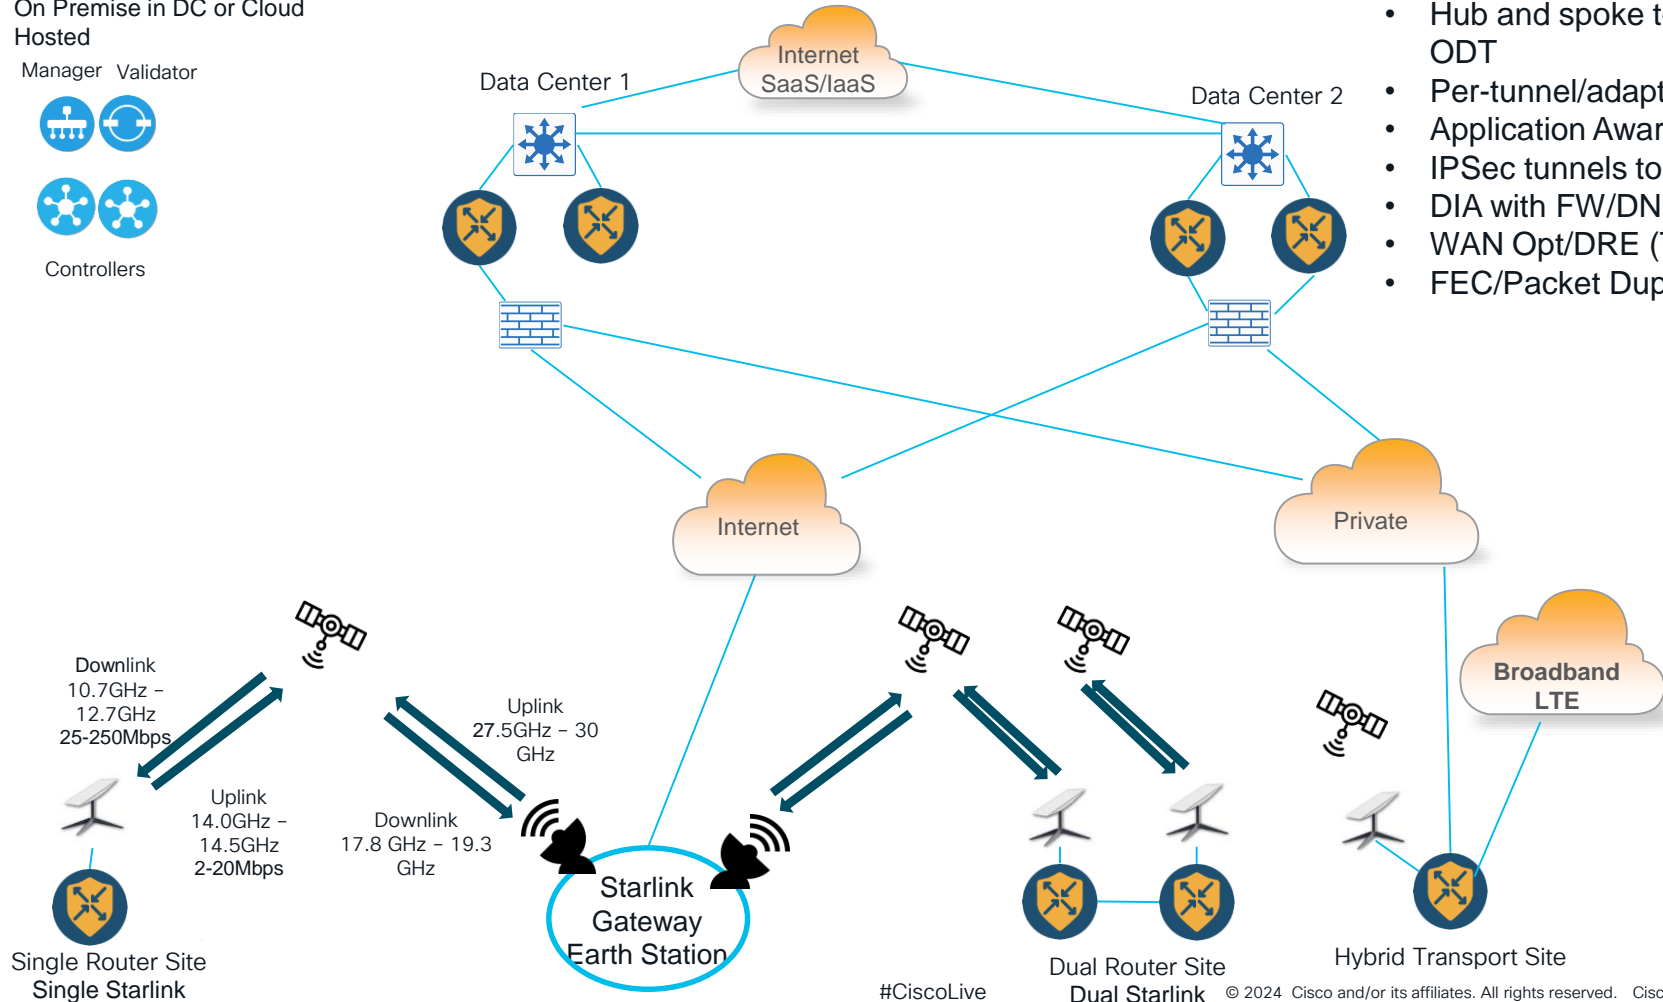 On Premise in DC or Cloud
Hosted
Manager Validator
Controllers
Data Center 1
Internet
SaaS/IaaS
Data Center 2
• Hub and spoke
ODT
• Per-tunnel/adapt
• Application Awar
• IPSec tunnels to
• DIA with FW/DN
• WAN Opt/DRE (
• FEC/Packet Dup
Internet
Private
Broadband
LTE
Downlink
10.7GHz –
12.7GHz
25-250Mbps
Uplink
14.0GHz –
14.5GHz
2-20Mbps
Uplink
27.5GHz – 30
GHz
Downlink
17.8 GHz – 19.3
GHz
Starlink
Gateway
Earth Station
Single Router Site
Single Starlink
Dual Router Site
Dual Starlink
Hybrid Transport Site
#CiscoLive
© 2024 Cisco and/or its affiliates. All rights reserved. Cisc